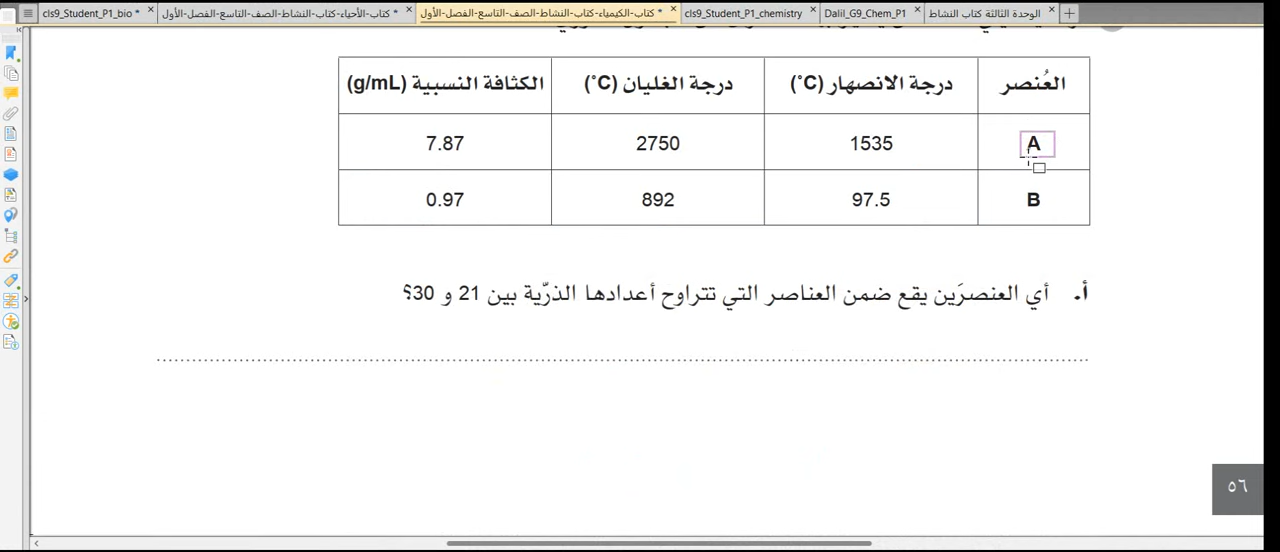 cls9_Student_P1_bio *
كتاب-الأحياء-كتاب-النشاط-الصف-التاسع-الفصل-الأول *
كتاب-الكيمياء-كتاب-النشاط-الصف-التاسع-الفصل-الأول *
cls9_Student_P1_chemistry
Dalil_G9_Chem_P1
الوحدة الثالثة كتاب النشاط
العُنصر درجة الانصهار (°C) درجة الغليان (°C) الكثافة النسبية (g/mL)
A 1535 2750 7.87
B 97.5 892 0.97
أ. أي العنصرَين يقع ضمن العناصر التي تتراوح أعدادها الذرّية بين 21 و 30؟
٥٦